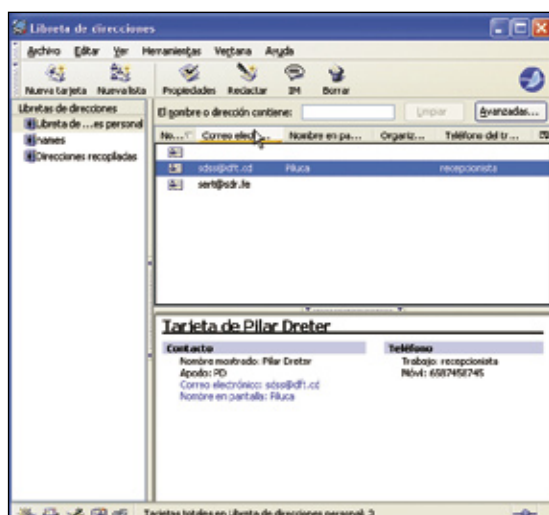 Libreta de direcciones
Archivo Editar Ver Herramientas Ventana Ayuda
Nueva tarjeta Nueva lista Propiedades Redactar IM Borrar
Libretas de direcciones
Libreta de ...es personal
names
Direcciones recopiladas
El nombre o dirección contiene: Limpiar Avanzadas...
No... Correo elect... Nombre en pa... Organiz... Teléfono del tr...
sdss@dft.cd Piluca recepcionista
sert@sdr.fe
Tarjeta de Pilar Dreter
Contacto
Nombre mostrado: Pilar Dreter
Apodo: PD
Correo electrónico: sdss@dft.cd
Nombre en pantalla: Piluca
Teléfono
Trabajo: recepcionista
Móvil: 6587458745
Tarjetas totales en Libreta de direcciones personal: 3